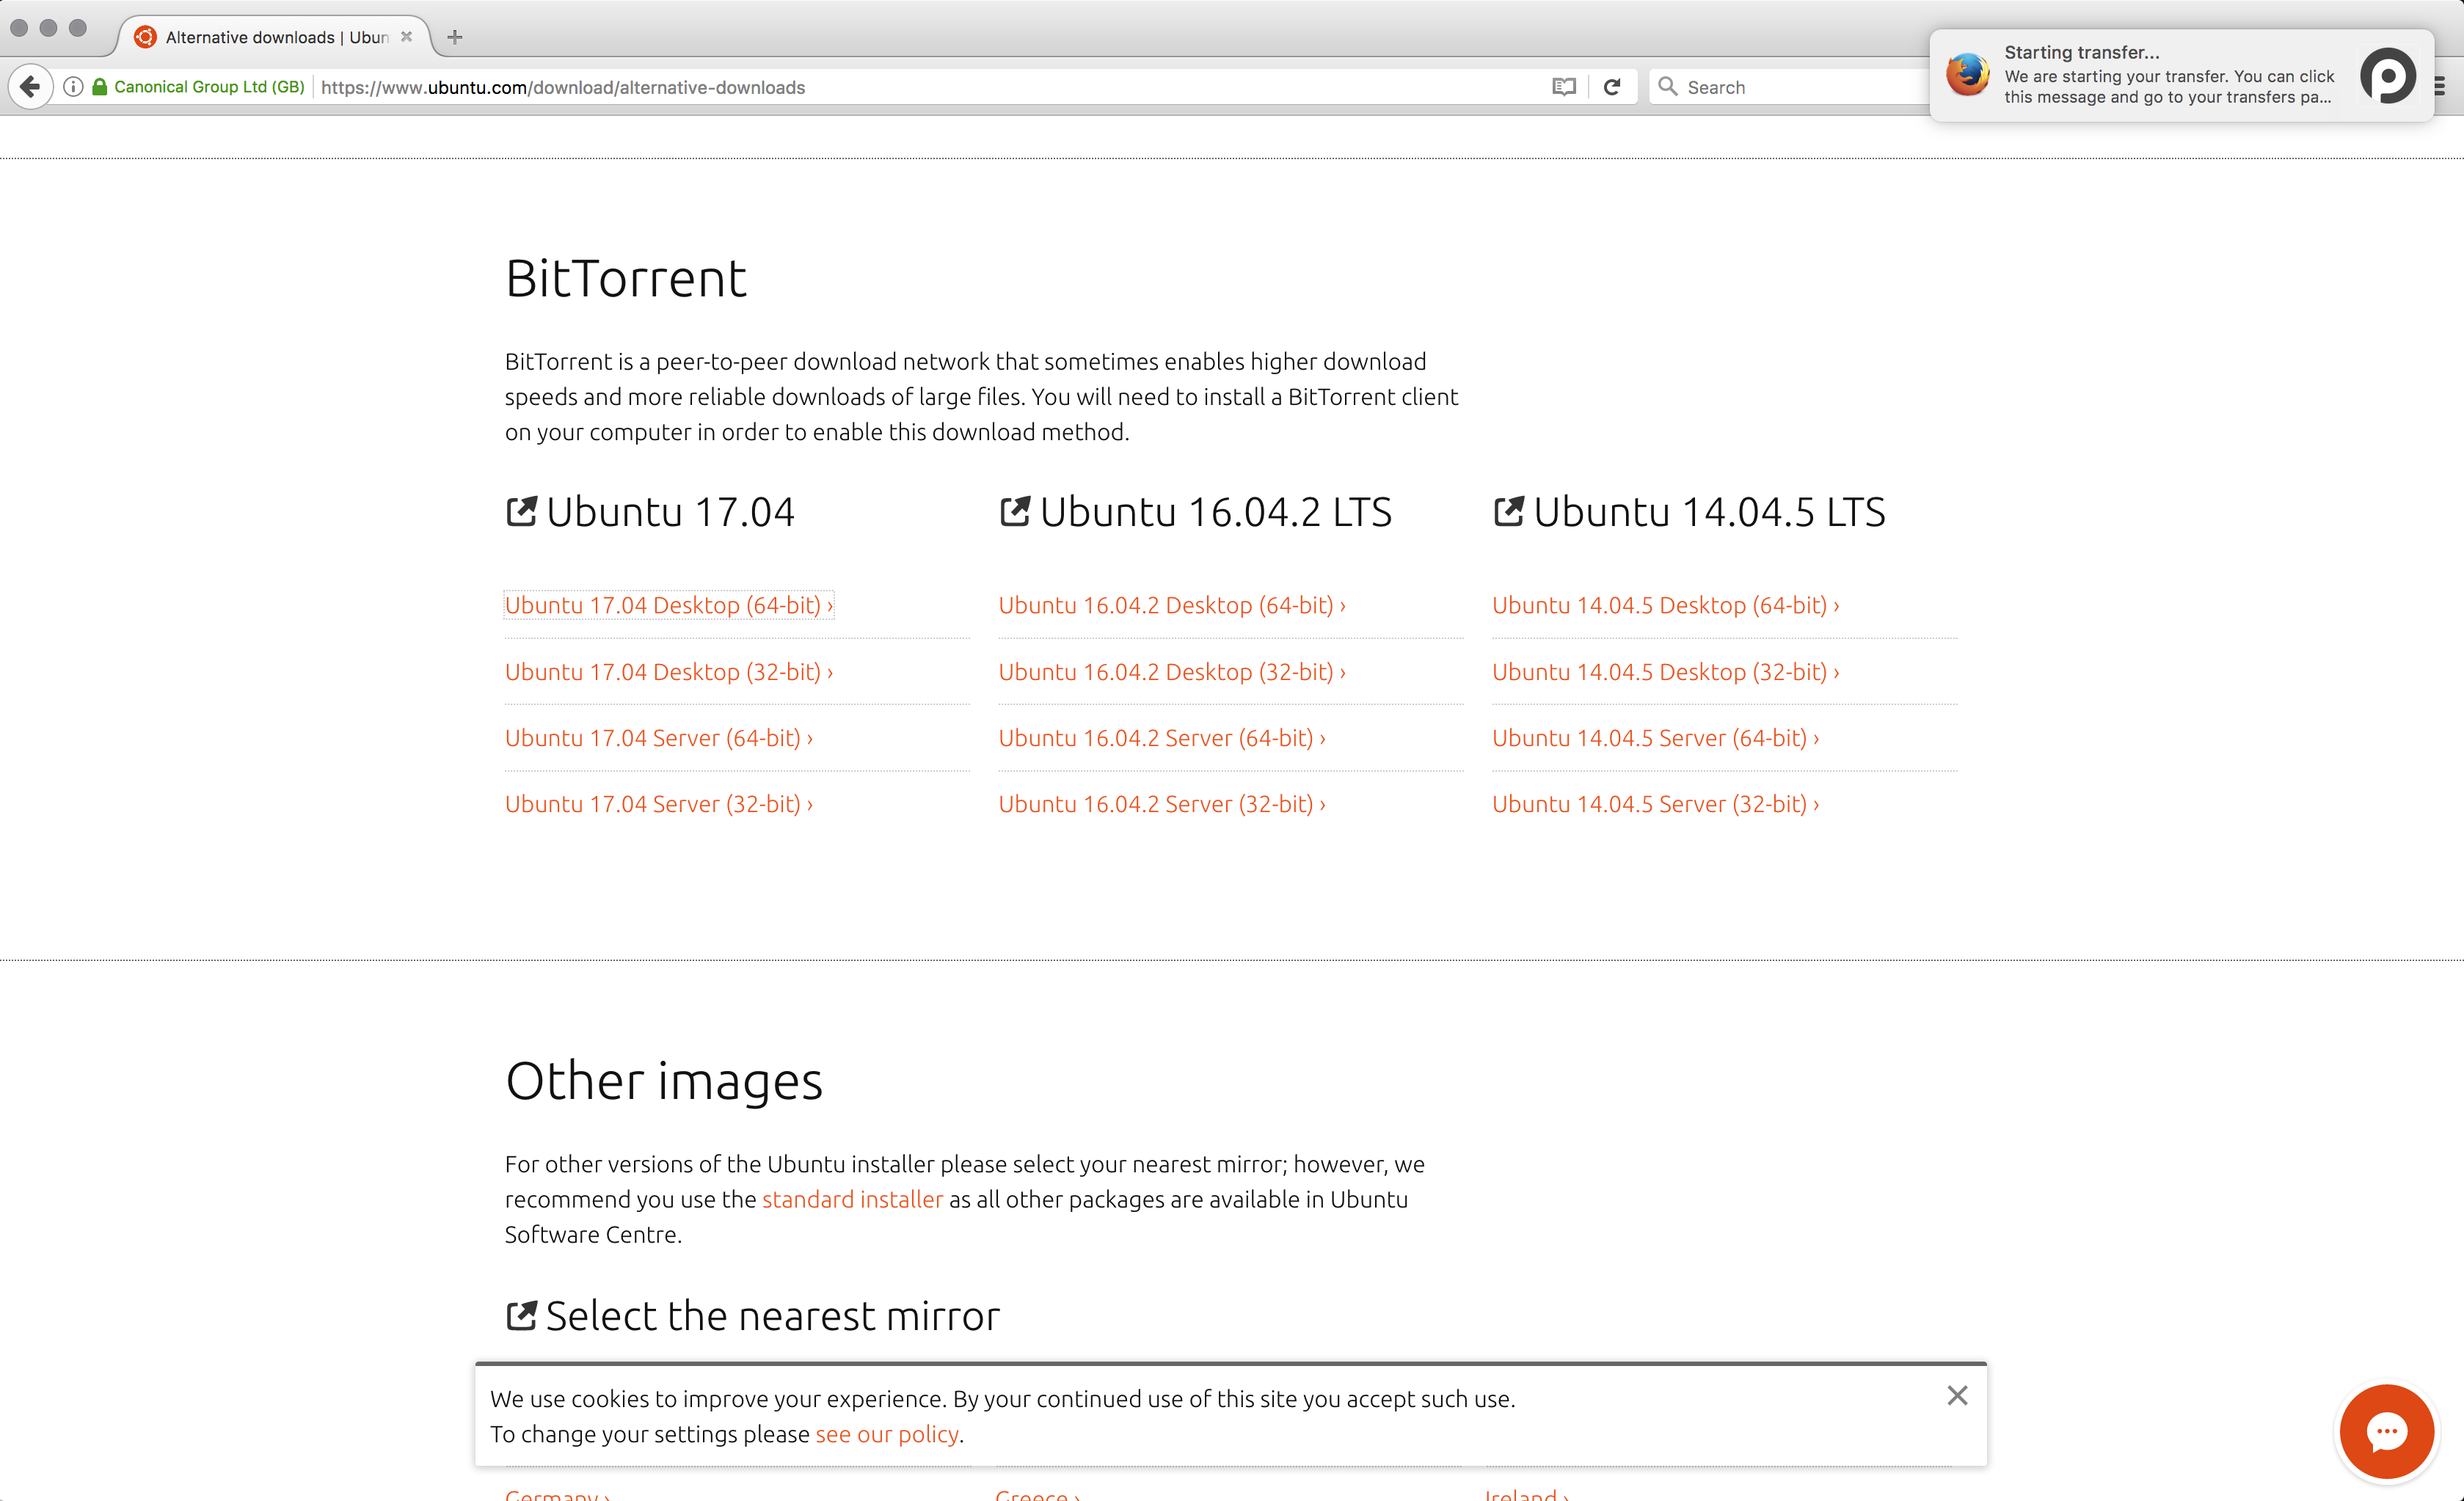 Alternative downloads | Ubun
Starting transfer...
We are starting your transfer. You can click
this message and go to your transfers pa...
Canonical Group Ltd (GB)
https://www.ubuntu.com/download/alternative-downloads
Search
BitTorrent
BitTorrent is a peer-to-peer download network that sometimes enables higher download
speeds and more reliable downloads of large files. You will need to install a BitTorrent client
on your computer in order to enable this download method.
Ubuntu 17.04
Ubuntu 17.04 Desktop (64-bit) ›
Ubuntu 17.04 Desktop (32-bit) ›
Ubuntu 17.04 Server (64-bit) ›
Ubuntu 17.04 Server (32-bit) ›
Ubuntu 16.04.2 LTS
Ubuntu 16.04.2 Desktop (64-bit) ›
Ubuntu 16.04.2 Desktop (32-bit) ›
Ubuntu 16.04.2 Server (64-bit) ›
Ubuntu 16.04.2 Server (32-bit) ›
Ubuntu 14.04.5 LTS
Ubuntu 14.04.5 Desktop (64-bit) ›
Ubuntu 14.04.5 Desktop (32-bit) ›
Ubuntu 14.04.5 Server (64-bit) ›
Ubuntu 14.04.5 Server (32-bit) ›
Other images
For other versions of the Ubuntu installer please select your nearest mirror; however, we
recommend you use the standard installer as all other packages are available in Ubuntu
Software Centre.
Select the nearest mirror
We use cookies to improve your experience. By your continued use of this site you accept such use.
To change your settings please see our policy.
Germany ›
Greece ›
Ireland ›